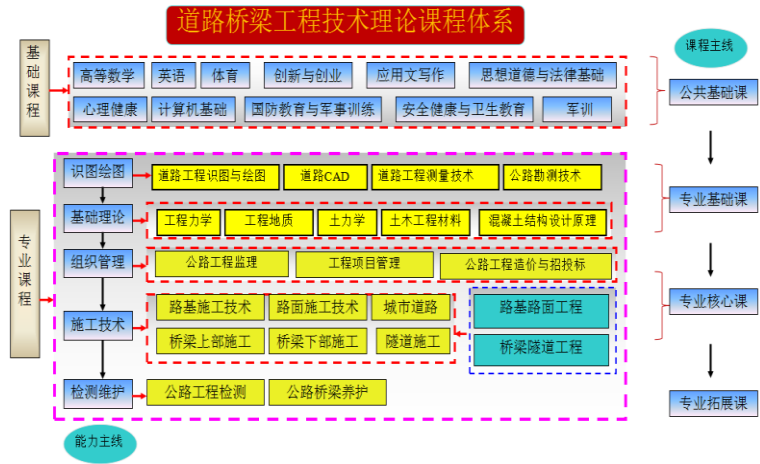 道路桥梁工程技术理论课程体系
课程主线
基础课程
高等数学 英语 体育 创新与创业 应用文写作 思想道德与法律基础
公共基础课
心理健康 计算机基础 国防教育与军事训练 安全健康与卫生教育 军训
专业课程
识图绘图 道路工程识图与绘图 道路CAD 道路工程测量技术 公路勘测技术
专业基础课
基础理论 工程力学 工程地质 土力学 土木工程材料 混凝土结构设计原理
组织管理 公路工程监理 工程项目管理 公路工程造价与招投标
专业核心课
施工技术 路基施工技术 路面施工技术 城市道路 路基路面工程
桥梁上部施工 桥梁下部施工 隧道施工 桥梁隧道工程
检测维护 公路工程检测 公路桥梁养护
专业拓展课
能力主线